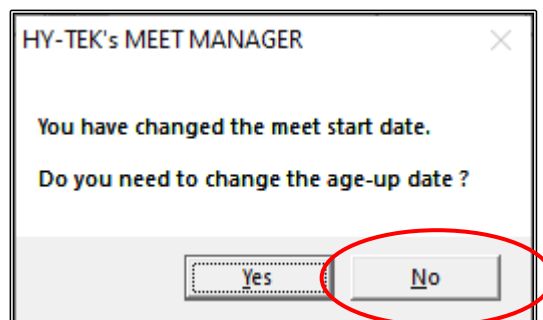 HY-TEK's MEET MANAGER
You have changed the meet start date.
Do you need to change the age-up date ?
Yes No